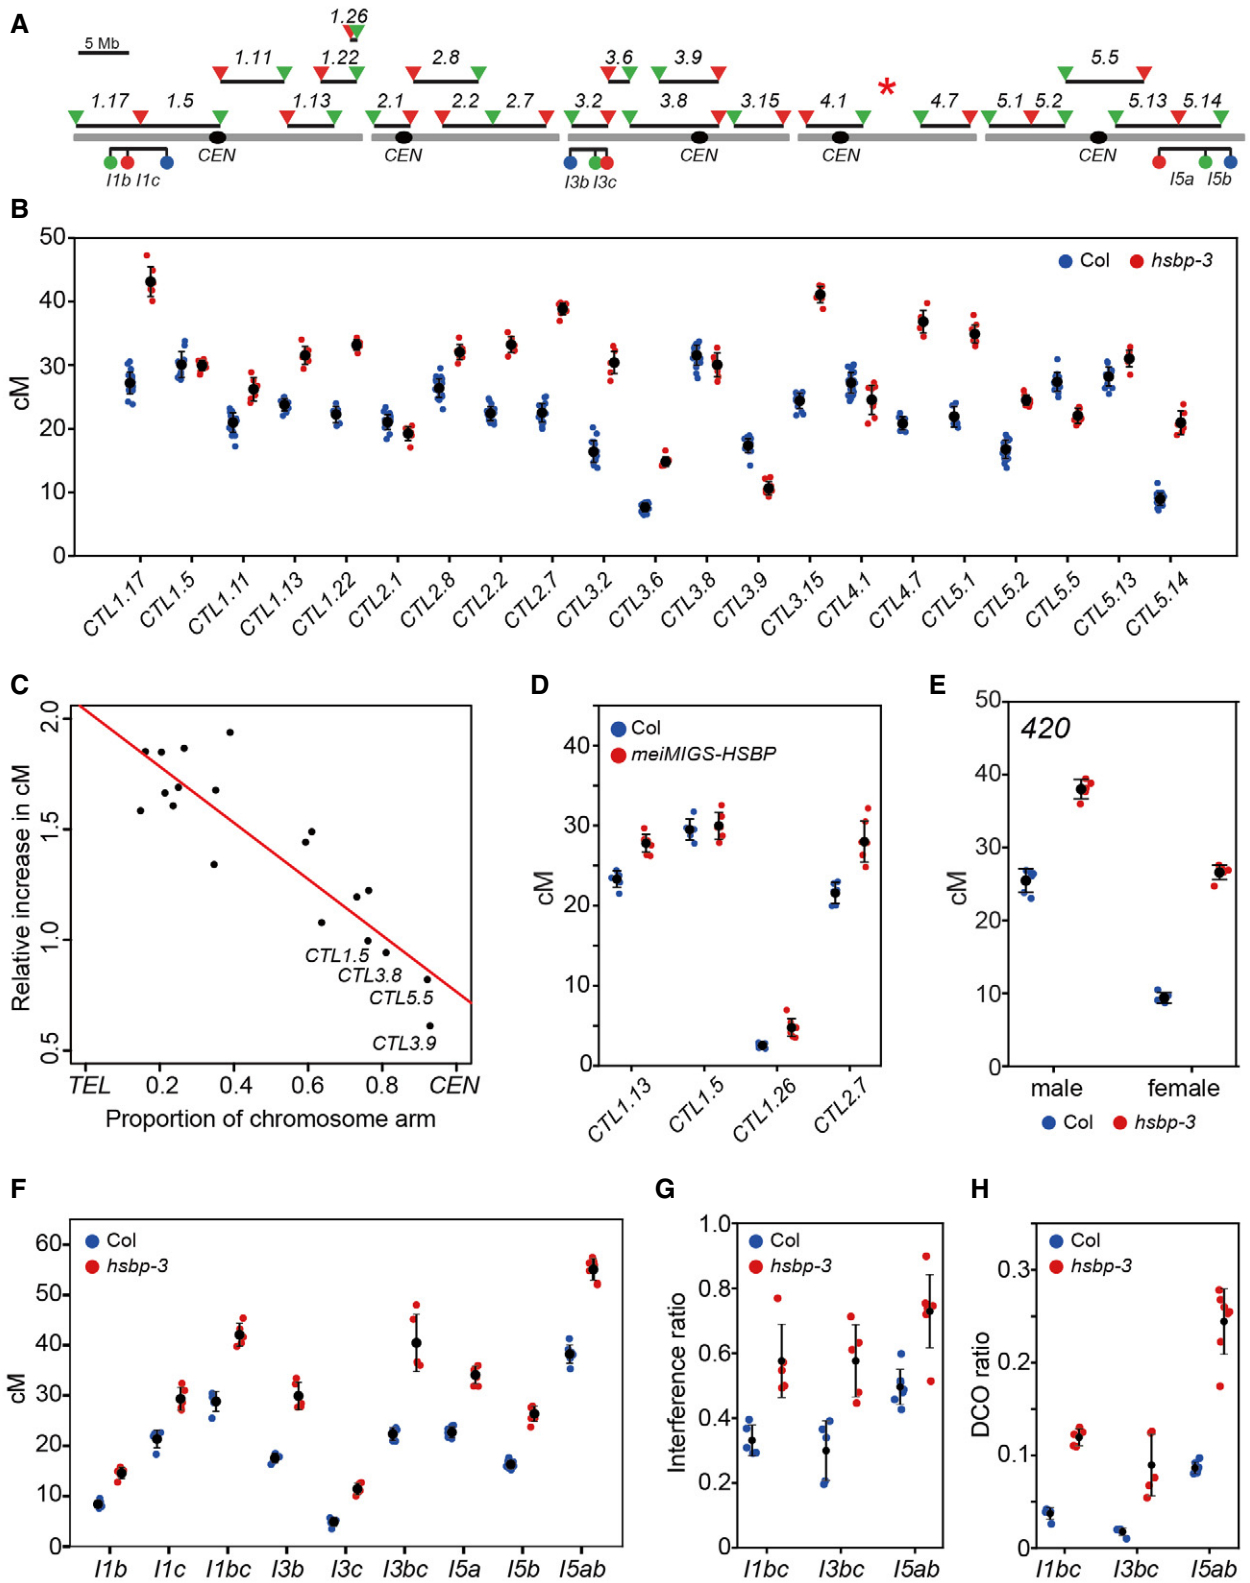 A
1.26
5 Mb
1.11 1.22 2.8 3.6 3.9 5.5
1.17 1.5 1.13 2.1 2.2 2.7 3.2 3.8 3.15 4.1 * 4.7 5.1 5.2 5.13 5.14
CEN CEN CEN CEN CEN
I1b I1c I3b I3c I5a I5b
B
50
40
30
20
10
0
cM
Col hsbp-3
CTL1.17 CTL1.5 CTL1.11 CTL1.13 CTL1.22 CTL2.1 CTL2.8 CTL2.2 CTL2.7 CTL3.2 CTL3.6 CTL3.8 CTL3.9 CTL3.15 CTL4.1 CTL4.7 CTL5.1 CTL5.2 CTL5.5 CTL5.13 CTL5.14
C
Relative increase in cM
2.0
1.5
1.0
0.5
CTL1.5
CTL3.8
CTL5.5
CTL3.9
TEL 0.2 0.4 0.6 0.8 CEN
Proportion of chromosome arm
D
Col
meiMIGS-HSBP
cM
40
30
20
10
0
CTL1.13 CTL1.5 CTL1.26 CTL2.7
E
420
cM
50
40
30
20
10
0
male female
Col hsbp-3
F
Col
hsbp-3
cM
60
50
40
30
20
10
0
I1b I1c I1bc I3b I3c I3bc I5a I5b I5ab
G
Col
hsbp-3
Interference ratio
1.0
0.8
0.6
0.4
0.2
0
I1bc I3bc I5ab
H
Col
hsbp-3
DCO ratio
0.3
0.2
0.1
0
I1bc I3bc I5ab